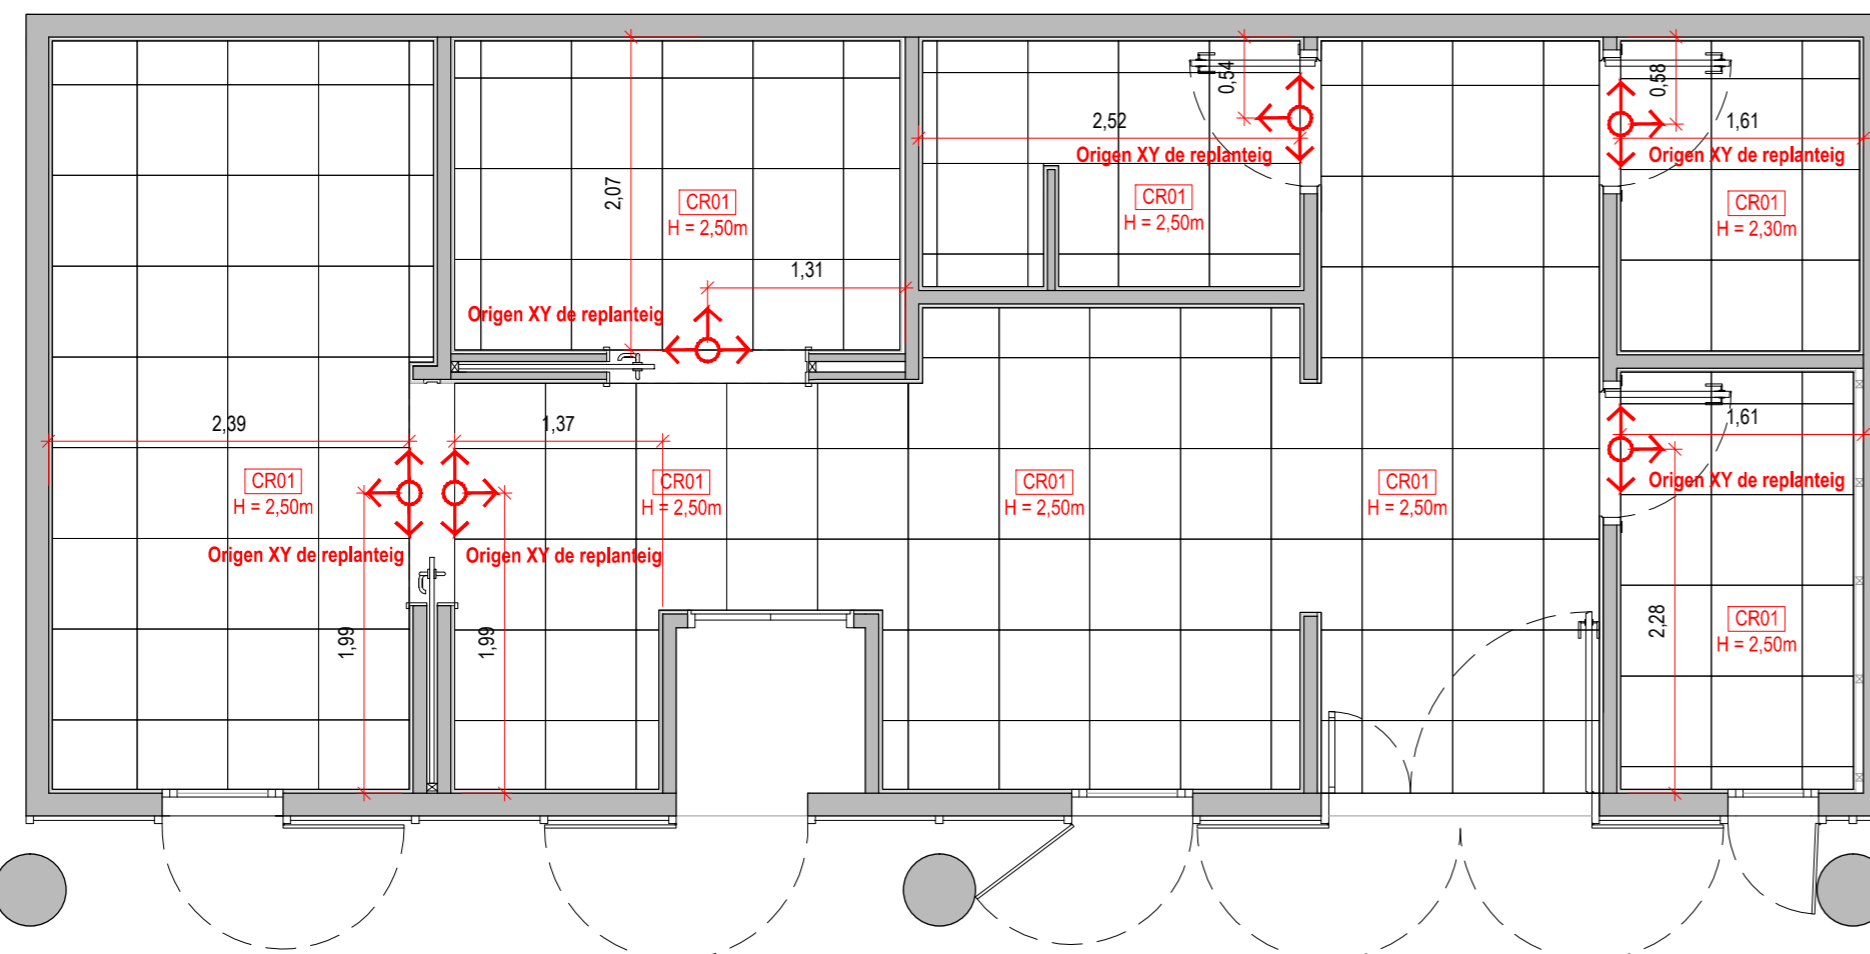 0,54
0,58
2,52
1,61
Origen XY de replanteig
Origen XY de replanteig
2,07
CR01
H = 2,50m
CR01
H = 2,50m
CR01
H = 2,30m
1,31
Origen XY de replanteig
2,39
1,37
1,61
CR01
H = 2,50m
CR01
H = 2,50m
CR01
H = 2,50m
CR01
H = 2,50m
Origen XY de replanteig
Origen XY de replanteig
Origen XY de replanteig
1,99
1,99
2,28
CR01
H = 2,50m